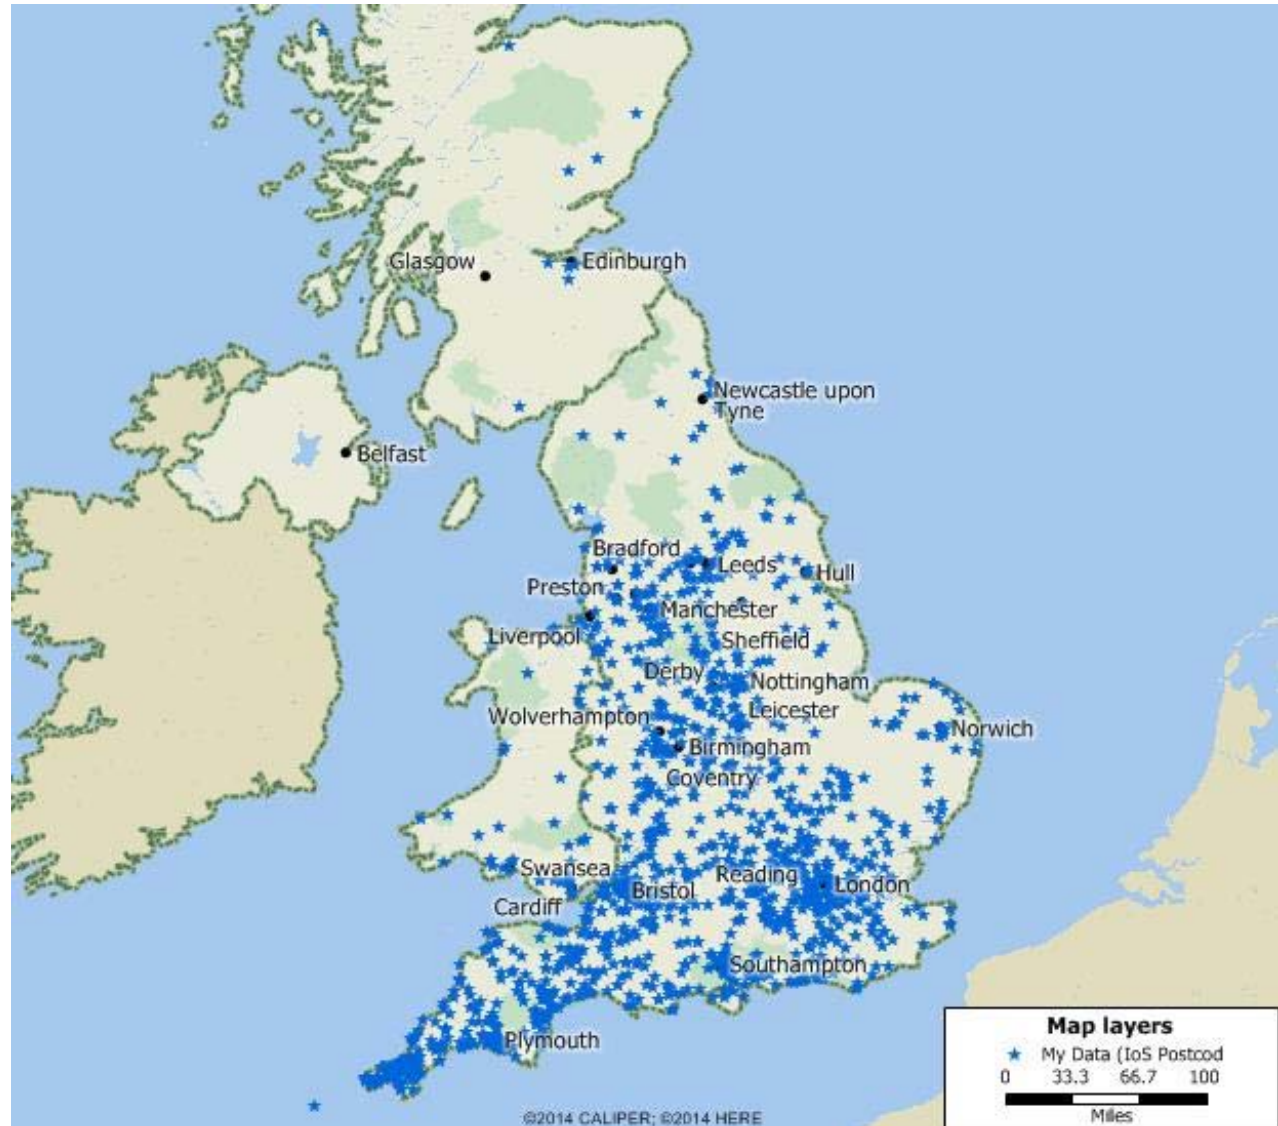 Glasgow
Edinburgh
Newcastle upon
Tyne
Belfast
Bradford
Leeds
Hull
Preston
Manchester
Liverpool
Sheffield
Derby
Nottingham
Wolverhampton
Leicester
Norwich
Birmingham
Coventry
Swansea
Reading
London
Bristol
Cardiff
Southampton
Plymouth
Map layers
My Data (IoS Postcod
0 33.3 66.7 100
Miles
©2014 CALIPER; ©2014 HERE